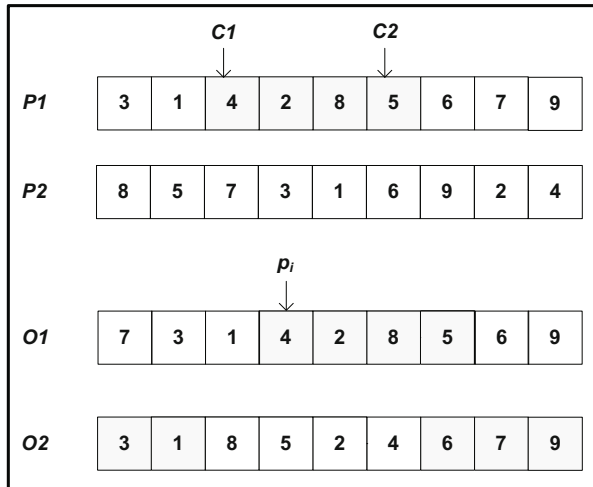 C1 C2
P1 3 1 4 2 8 5 6 7 9
P2 8 5 7 3 1 6 9 2 4
pi
O1 7 3 1 4 2 8 5 6 9
O2 3 1 8 5 2 4 6 7 9